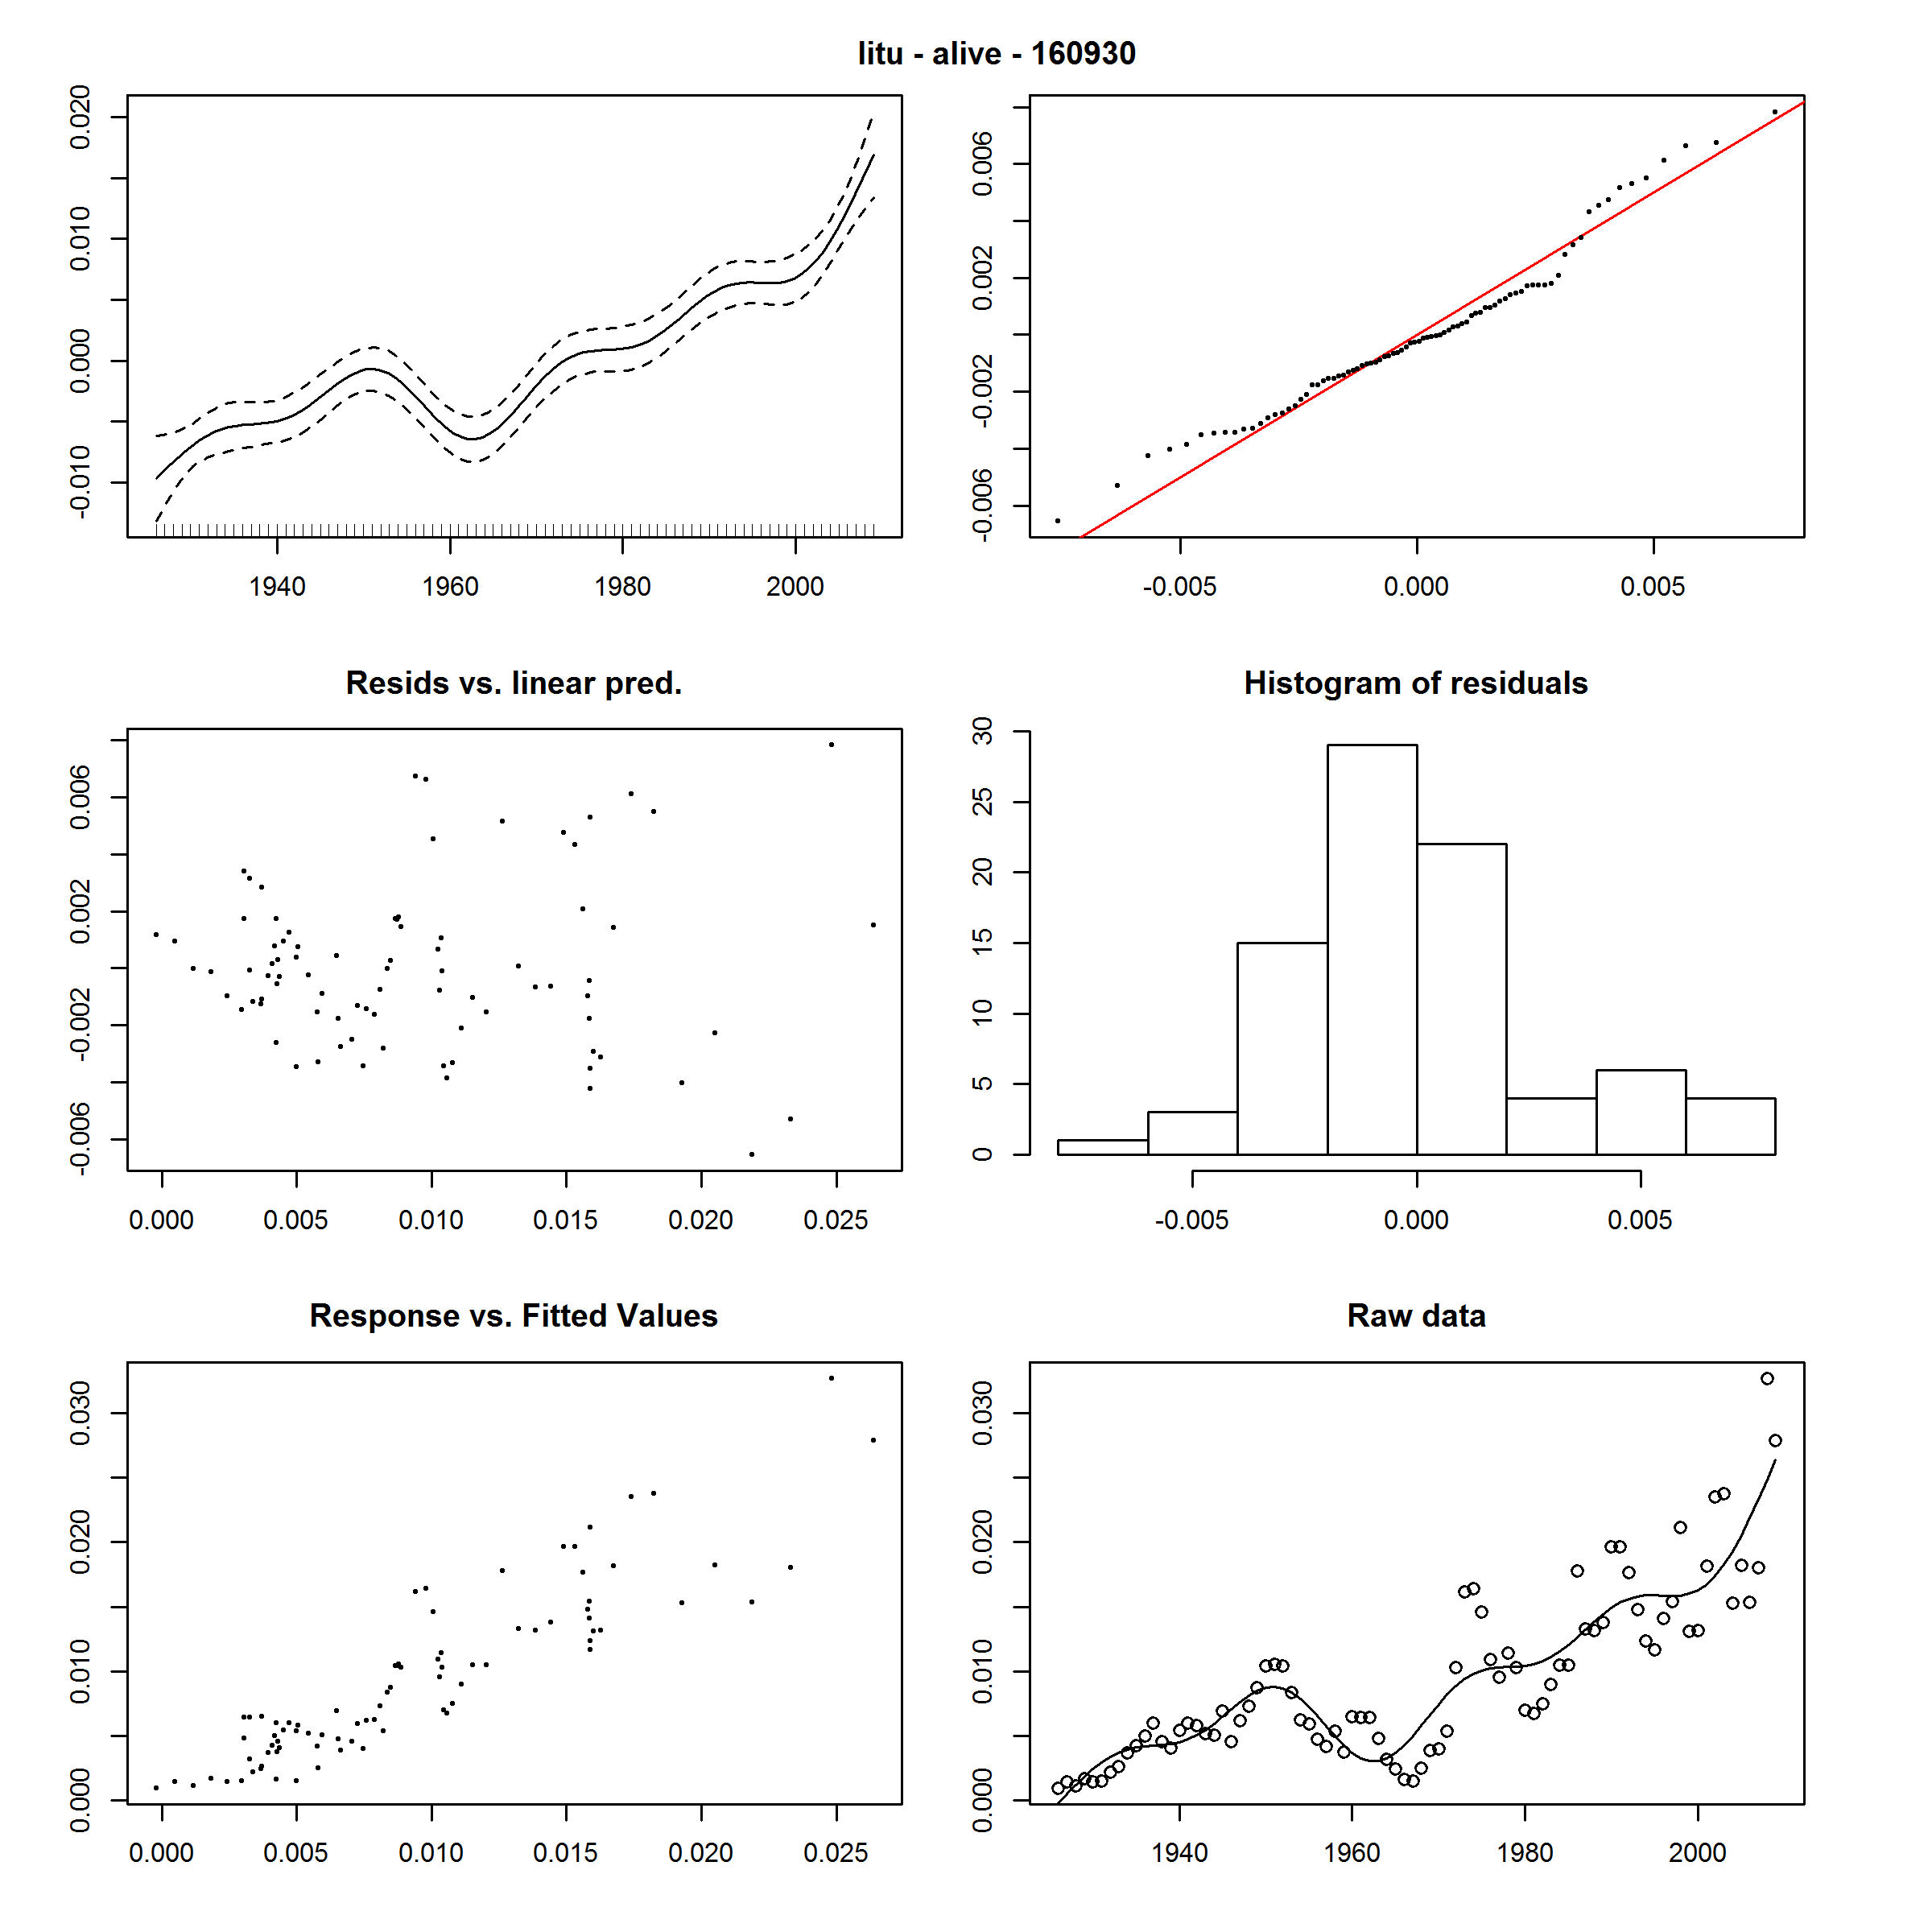 litu - alive - 160930
0.020
0.010
0.000
-0.010
1940 1960 1980 2000
0.006
0.002
-0.002
-0.006
-0.005 0.000 0.005
Resids vs. linear pred.
0.006
0.002
-0.002
-0.006
0.000 0.005 0.010 0.015 0.020 0.025
Histogram of residuals
30
25
20
15
10
5
0
-0.005 0.000 0.005
Response vs. Fitted Values
0.030
0.020
0.010
0.000
0.000 0.005 0.010 0.015 0.020 0.025
Raw data
0.030
0.020
0.010
0.000
1940 1960 1980 2000